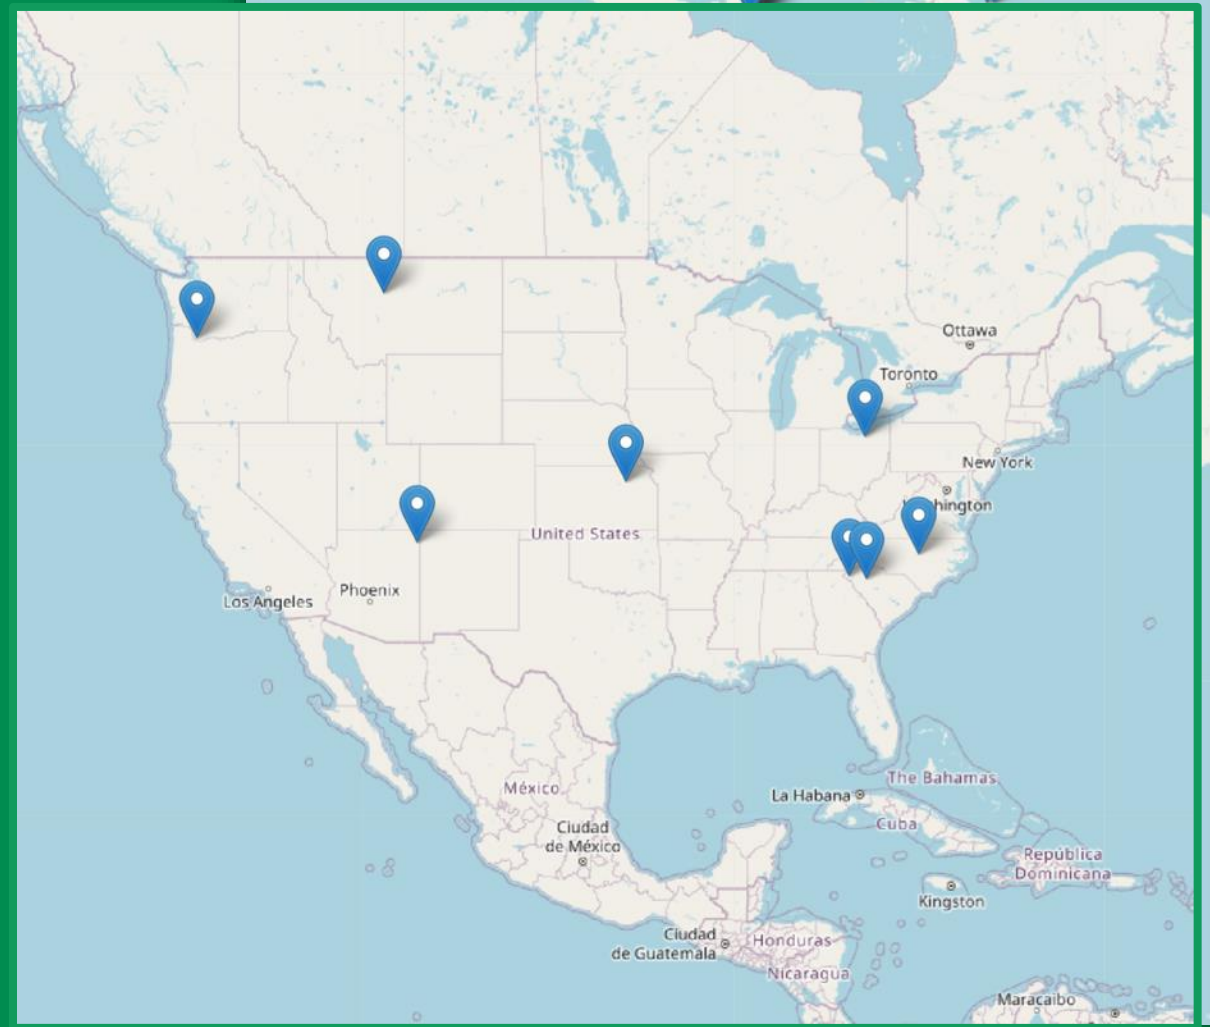 Ottawa
Toronto
New York
Washington
United States
Phoenix
Los Angeles
The Bahamas
La Habana
México
Cuba
Ciudad
de México
República
Dominicana
Kingston
Ciudad
de Guatemala
Honduras
Nicaragua
Maracaibo